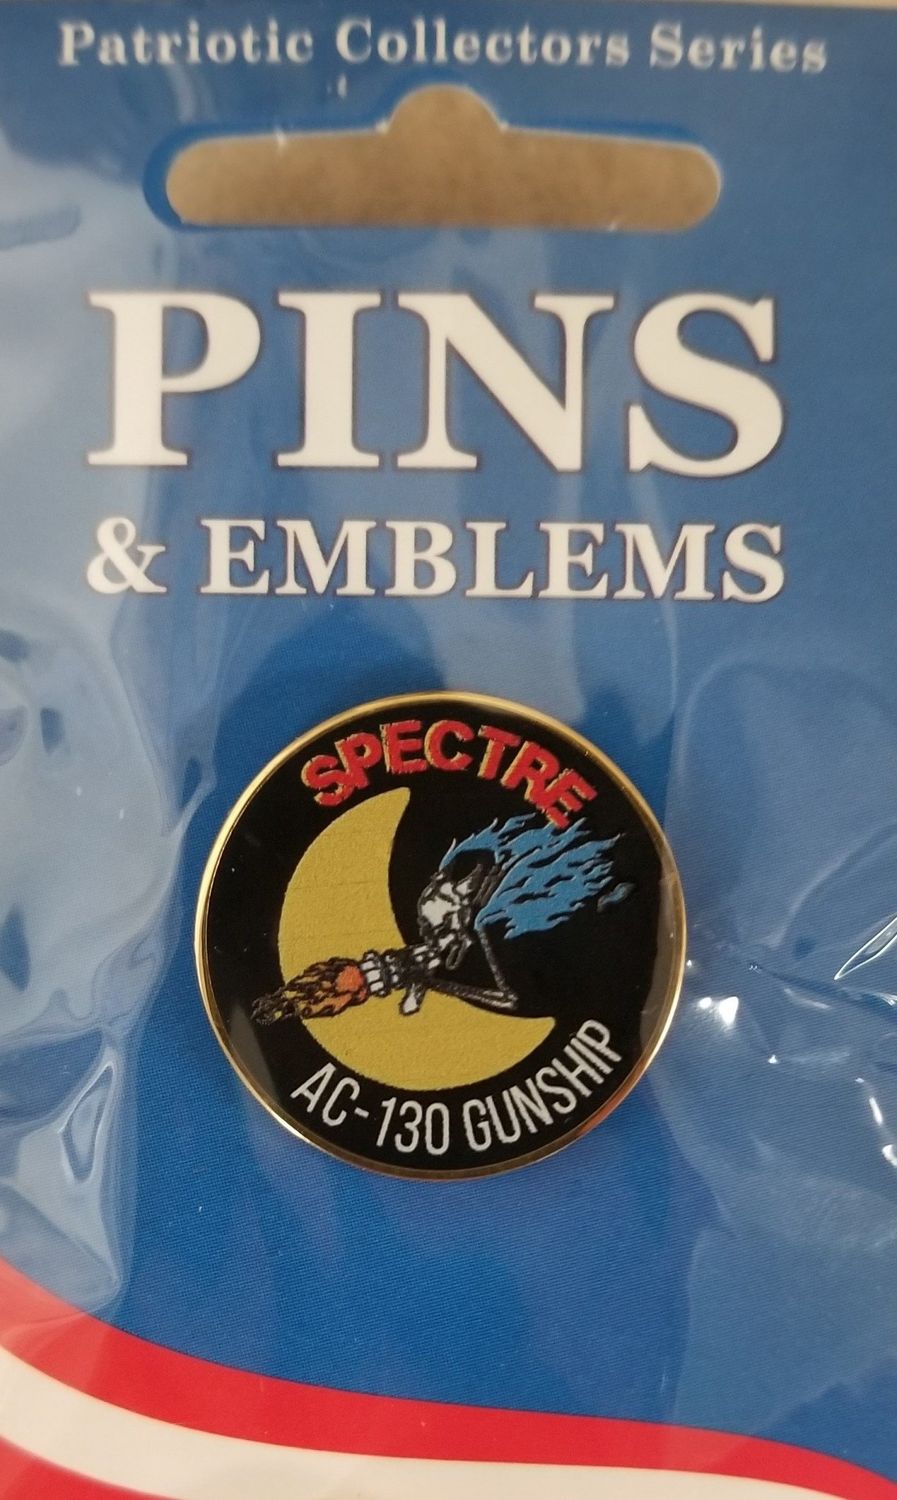 Patriotic Collectors Series
PINS
& EMBLEMS
SPECTRE
AC-130 GUNSHIP